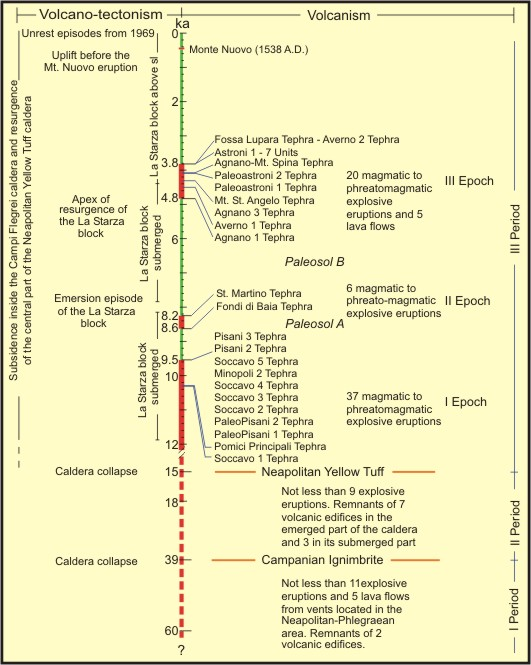 Volcano-tectonism
Volcanism
ka
Unrest episodes from 1969
0
Monte Nuovo (1538 A.D.)
Uplift before the
Mt. Nuovo eruption
2
Subsidence inside the Campi Flegrei caldera and resurgence
of the central part of the Neapolitan Yellow Tuff caldera
La Starza block above sl
Fossa Lupara Tephra - Averno 2 Tephra
Astroni 1 - 7 Units
3.8
Agnano-Mt. Spina Tephra
Paleoastroni 2 Tephra
Paleoastroni 1 Tephra
4.8
Mt. St. Angelo Tephra
Agnano 3 Tephra
Averno 1 Tephra
Agnano 1 Tephra
20 magmatic to
phreatomagmatic
explosive
eruptions and 5
lava flows
III Epoch
III Period
Apex of
resurgence of
the La Starza
block
La Starza block
submerged
6
Paleosol B
Emersion episode
of the La Starza
block
St. Martino Tephra
Fondi di Baia Tephra
8.2
8.6
6 magmatic to
phreato-magmatic
explosive eruptions
II Epoch
Paleosol A
La Starza block
submerged
Pisani 3 Tephra
Pisani 2 Tephra
9.5
Soccavo 5 Tephra
10
Minopoli 2 Tephra
Soccavo 4 Tephra
Soccavo 3 Tephra
Soccavo 2 Tephra
PaleoPisani 2 Tephra
PaleoPisani 1 Tephra
12
Pomici Principali Tephra
Soccavo 1 Tephra
37 magmatic to
phreatomagmatic
explosive eruptions
I Epoch
Caldera collapse
15
Neapolitan Yellow Tuff
18
Not less than 9 explosive
eruptions. Remnants of 7
volcanic edifices in the
emerged part of the caldera
and 3 in its submerged part
II Period
Caldera collapse
39
Campanian Ignimbrite
Not less than 11explosive
eruptions and 5 lava flows
from vents located in the
Neapolitan-Phlegraean
area. Remnants of 2
volcanic edifices.
I Period
60
?